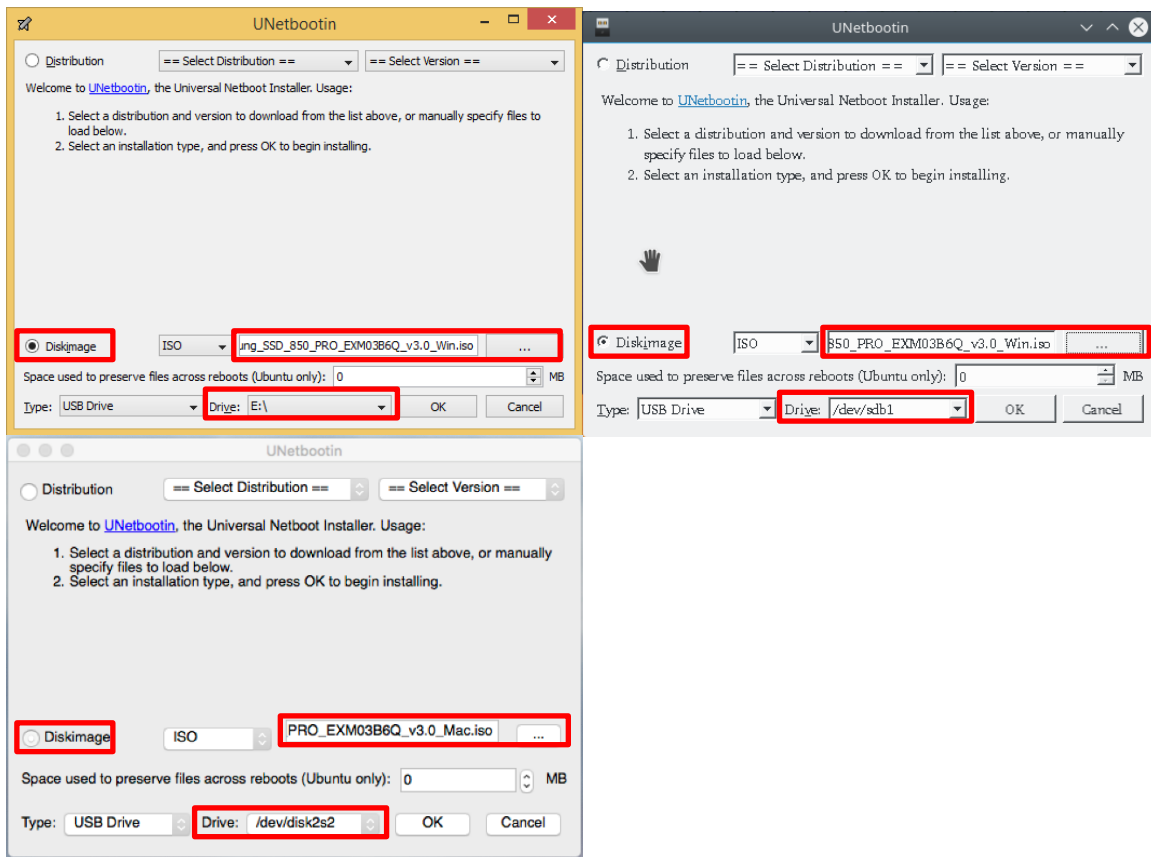 UNetbootin
Distribution == Select Distribution == == Select Version ==
Welcome to UNetbootin, the Universal Netboot Installer. Usage:
1. Select a distribution and version to download from the list above, or manually specify files to
load below.
2. Select an installation type, and press OK to begin installing.
Diskimage ISO ung_SSD_850_PRO_EXM03B6Q_v3.0_Win.iso ...
Space used to preserve files across reboots (Ubuntu only): 0 MB
Type: USB Drive Drive: E:\ OK Cancel
UNetbootin
Distribution == Select Distribution == == Select Version ==
Welcome to UNetbootin, the Universal Netboot Installer. Usage:
1. Select a distribution and version to download from the list above, or manually
specify files to load below.
2. Select an installation type, and press OK to begin installing.
Diskimage ISO 850_PRO_EXM03B6Q_v3.0_Win.iso ...
Space used to preserve files across reboots (Ubuntu only): 0 MB
Type: USB Drive Drive: /dev/sdb1 OK Cancel
UNetbootin
Distribution == Select Distribution == == Select Version ==
Welcome to UNetbootin, the Universal Netboot Installer. Usage:
1. Select a distribution and version to download from the list above, or manually
specify files to load below.
2. Select an installation type, and press OK to begin installing.
Diskimage ISO PRO_EXM03B6Q_v3.0_Mac.iso ...
Space used to preserve files across reboots (Ubuntu only): 0 MB
Type: USB Drive Drive: /dev/disk2s2 OK Cancel